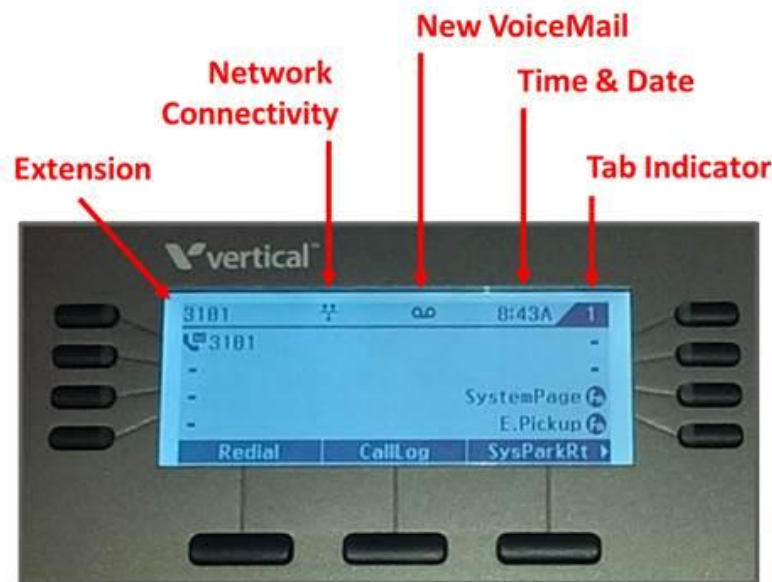 New VoiceMail
Network
Connectivity
Time & Date
Extension
Tab Indicator
vertical™
3101 8:43A 1
3101
SystemPage
E.Pickup
Redial CallLog SysParkRt